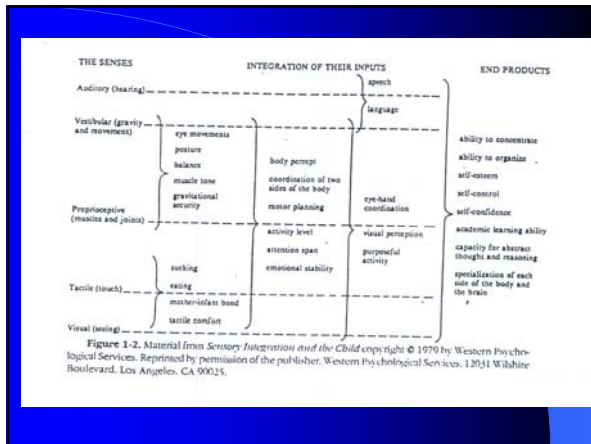 THE SENSES
INTEGRATION OF THEIR INPUTS
END PRODUCTS
Auditory (hearing)
speech
language
Vestibular (gravity
and movement)
eye movements
posture
balance
muscle tone
gravitational
security
body percept
coordination of two
sides of the body
motor planning
eye-hand
coordination
ability to concentrate
ability to organize
self-esteem
self-control
self-confidence
academic learning ability
capacity for abstract
thought and reasoning
specialization of each
side of the body and
the brain
Proprioceptive
(muscles and joints)
activity level
attention span
emotional stability
visual perception
purposeful
activity
sucking
eating
mother-infant bond
tactile comfort
Tactile (touch)
Visual (seeing)
Figure 1-2. Material from Sensory Integration and the Child copyright © 1979 by Western Psycho-
logical Services. Reprinted by permission of the publisher. Western Psychological Services, 12031 Wilshire
Boulevard, Los Angeles, CA 90025.